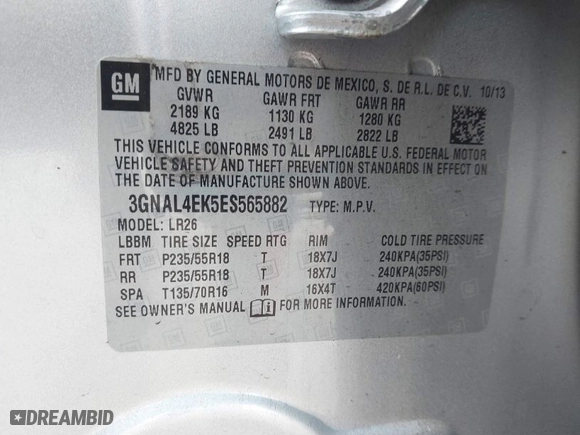 GM
MFD BY GENERAL MOTORS DE MEXICO, S. DE R.L. DE C.V. 10/13
GVWR GAWR FRT GAWR RR
2189 KG 1130 KG 1280 KG
4825 LB 2491 LB 2822 LB
THIS VEHICLE CONFORMS TO ALL APPLICABLE U.S. FEDERAL MOTOR
VEHICLE SAFETY AND THEFT PREVENTION STANDARDS IN EFFECT ON
THE DATE OF MANUFACTURE SHOWN ABOVE.
3GNAL4EK5ES565882 TYPE: M.P.V.
MODEL: LR26
LBBM TIRE SIZE SPEED RTG RIM COLD TIRE PRESSURE
FRT P235/55R18 T 18X7J 240KPA(35PSI)
RR P235/55R18 T 18X7J 240KPA(35PSI)
SPA T135/70R16 M 16X4T 420KPA(60PSI)
SEE OWNER'S MANUAL FOR MORE INFORMATION.
DREAMBID